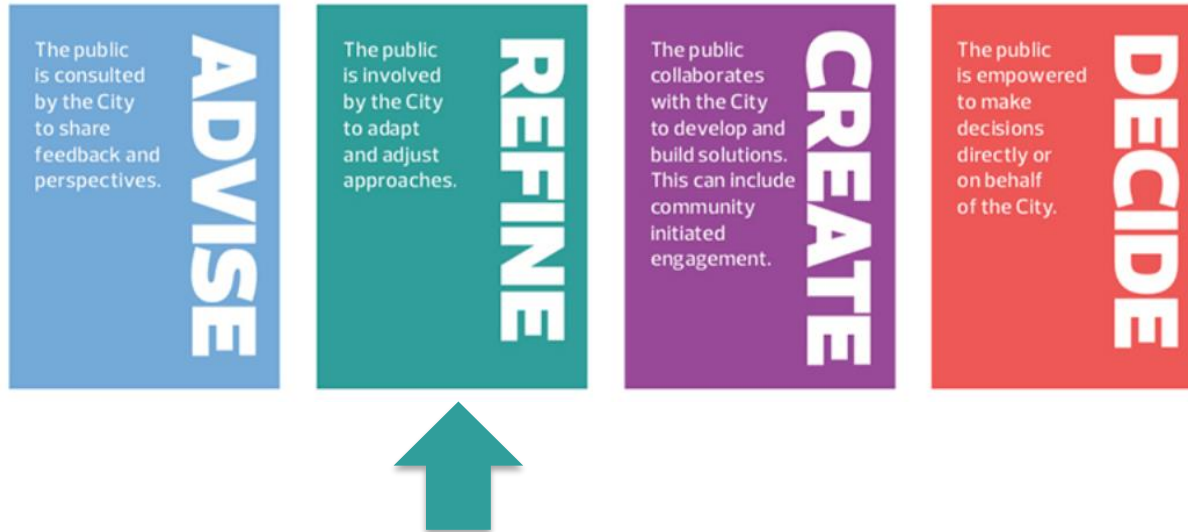 The public
is consulted
by the City
to share
feedback and
perspectives.
ADVISE
The public
is involved
by the City
to adapt
and adjust
approaches.
REFINE
The public
collaborates
with the City
to develop and
build solutions.
This can include
community
initiated
engagement.
CREATE
The public
is empowered
to make
decisions
directly or
on behalf
of the City.
DECIDE